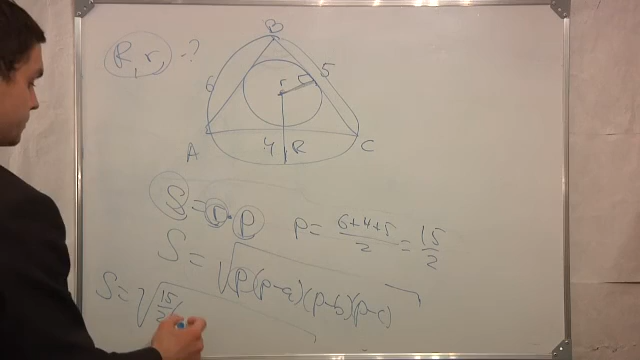 R, r, - ?
B
6
5
r
A
4
R
C
S = r · p
p = (6+4+5)/2 = 15/2
S = √(p(p-a)(p-b)(p-c))
S = √(15/2(